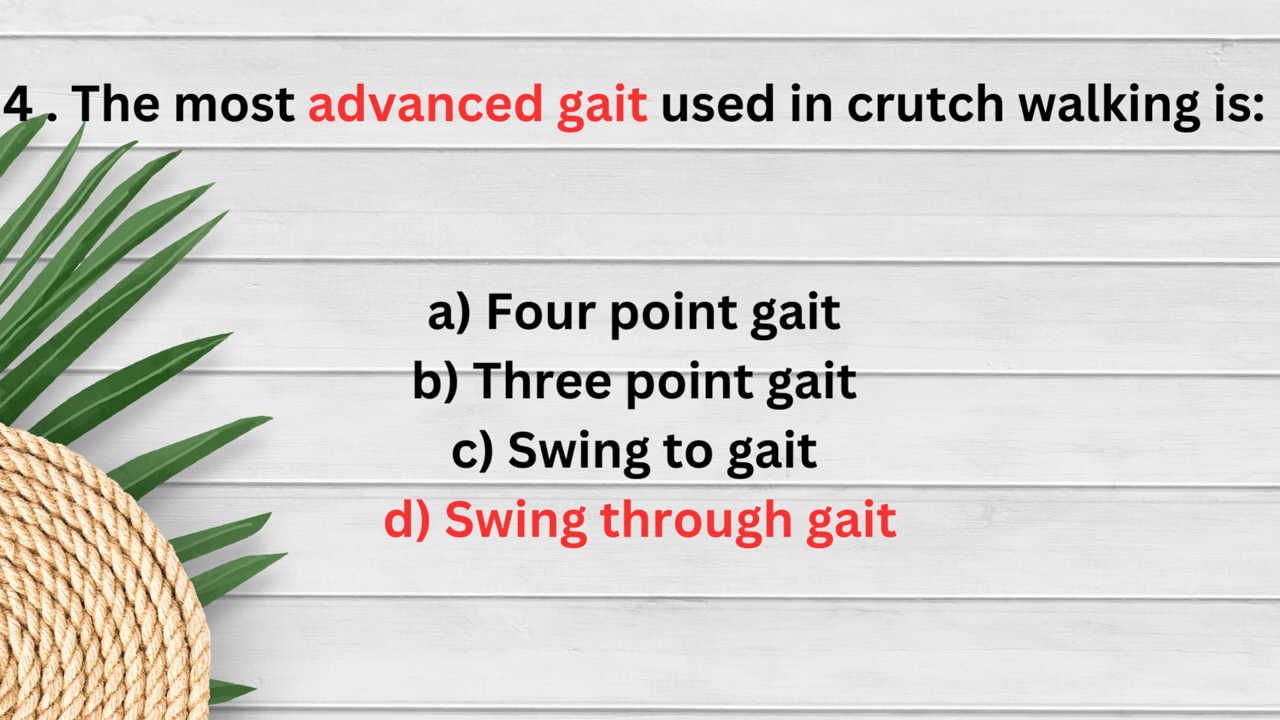 4 . The most advanced gait used in crutch walking is:
a) Four point gait
b) Three point gait
c) Swing to gait
d) Swing through gait